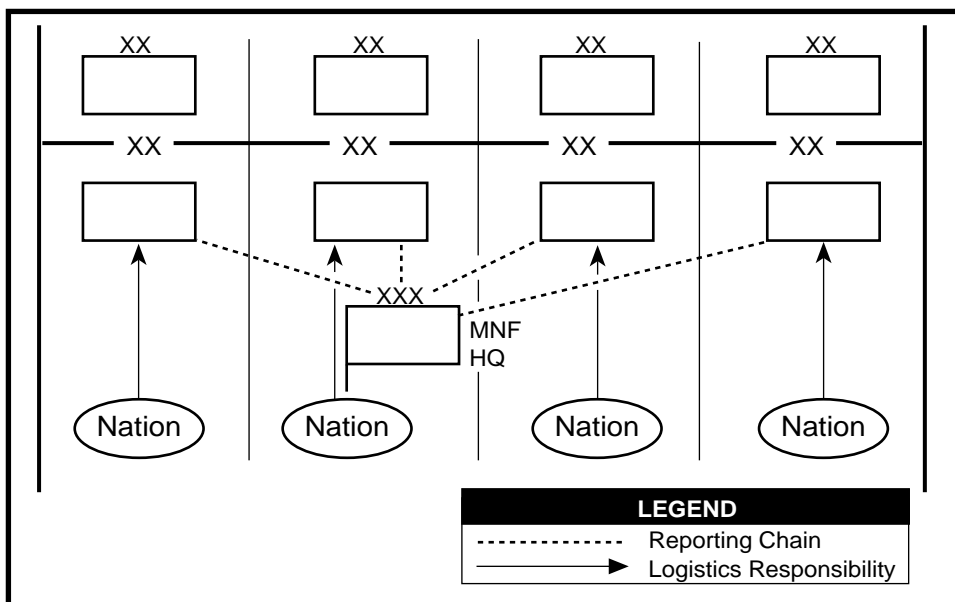 XX XX XX XX
XX XX XX XX
XXX
MNF
HQ
Nation Nation Nation Nation
LEGEND
Reporting Chain
Logistics Responsibility